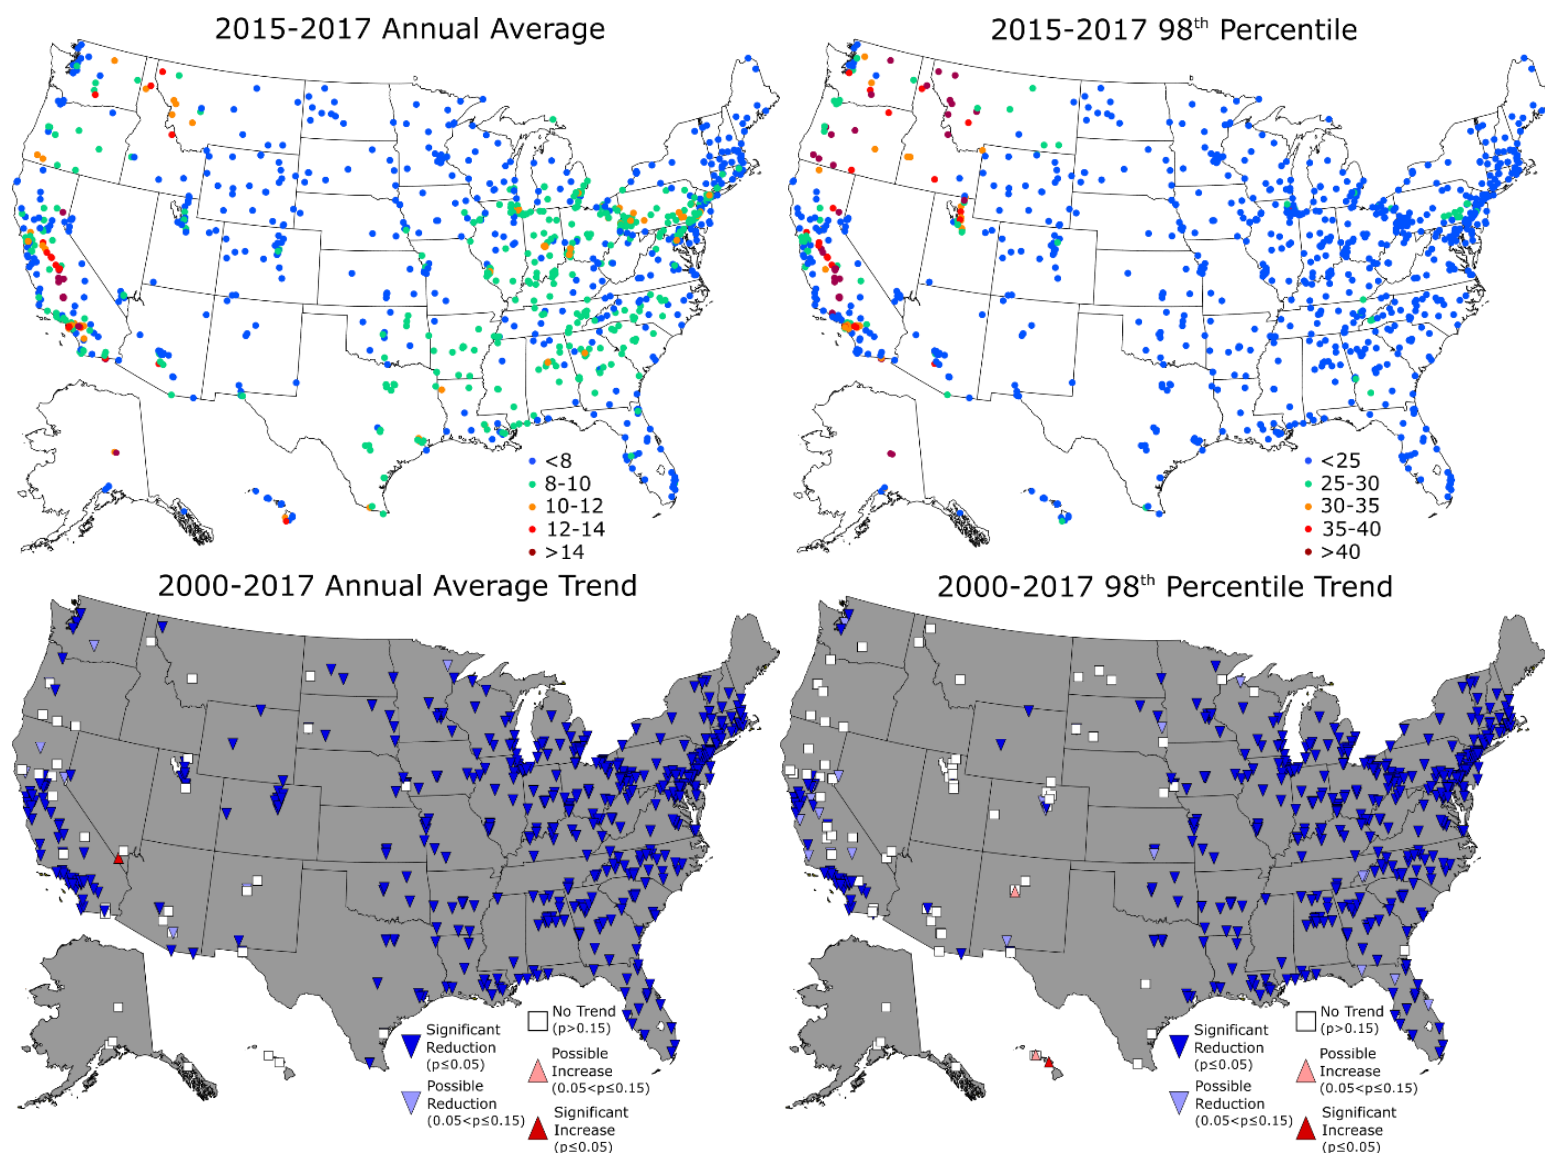 2015-2017 Annual Average
2015-2017 98th Percentile
<8
8-10
10-12
12-14
>14
<25
25-30
30-35
35-40
>40
2000-2017 Annual Average Trend
2000-2017 98th Percentile Trend
Significant
Reduction
(p≤0.05)
Possible
Reduction
(0.05<p≤0.15)
No Trend
(p>0.15)
Possible
Increase
(0.05<p≤0.15)
Significant
Increase
(p≤0.05)
Significant
Reduction
(p≤0.05)
Possible
Reduction
(0.05<p≤0.15)
No Trend
(p>0.15)
Possible
Increase
(0.05<p≤0.15)
Significant
Increase
(p≤0.05)